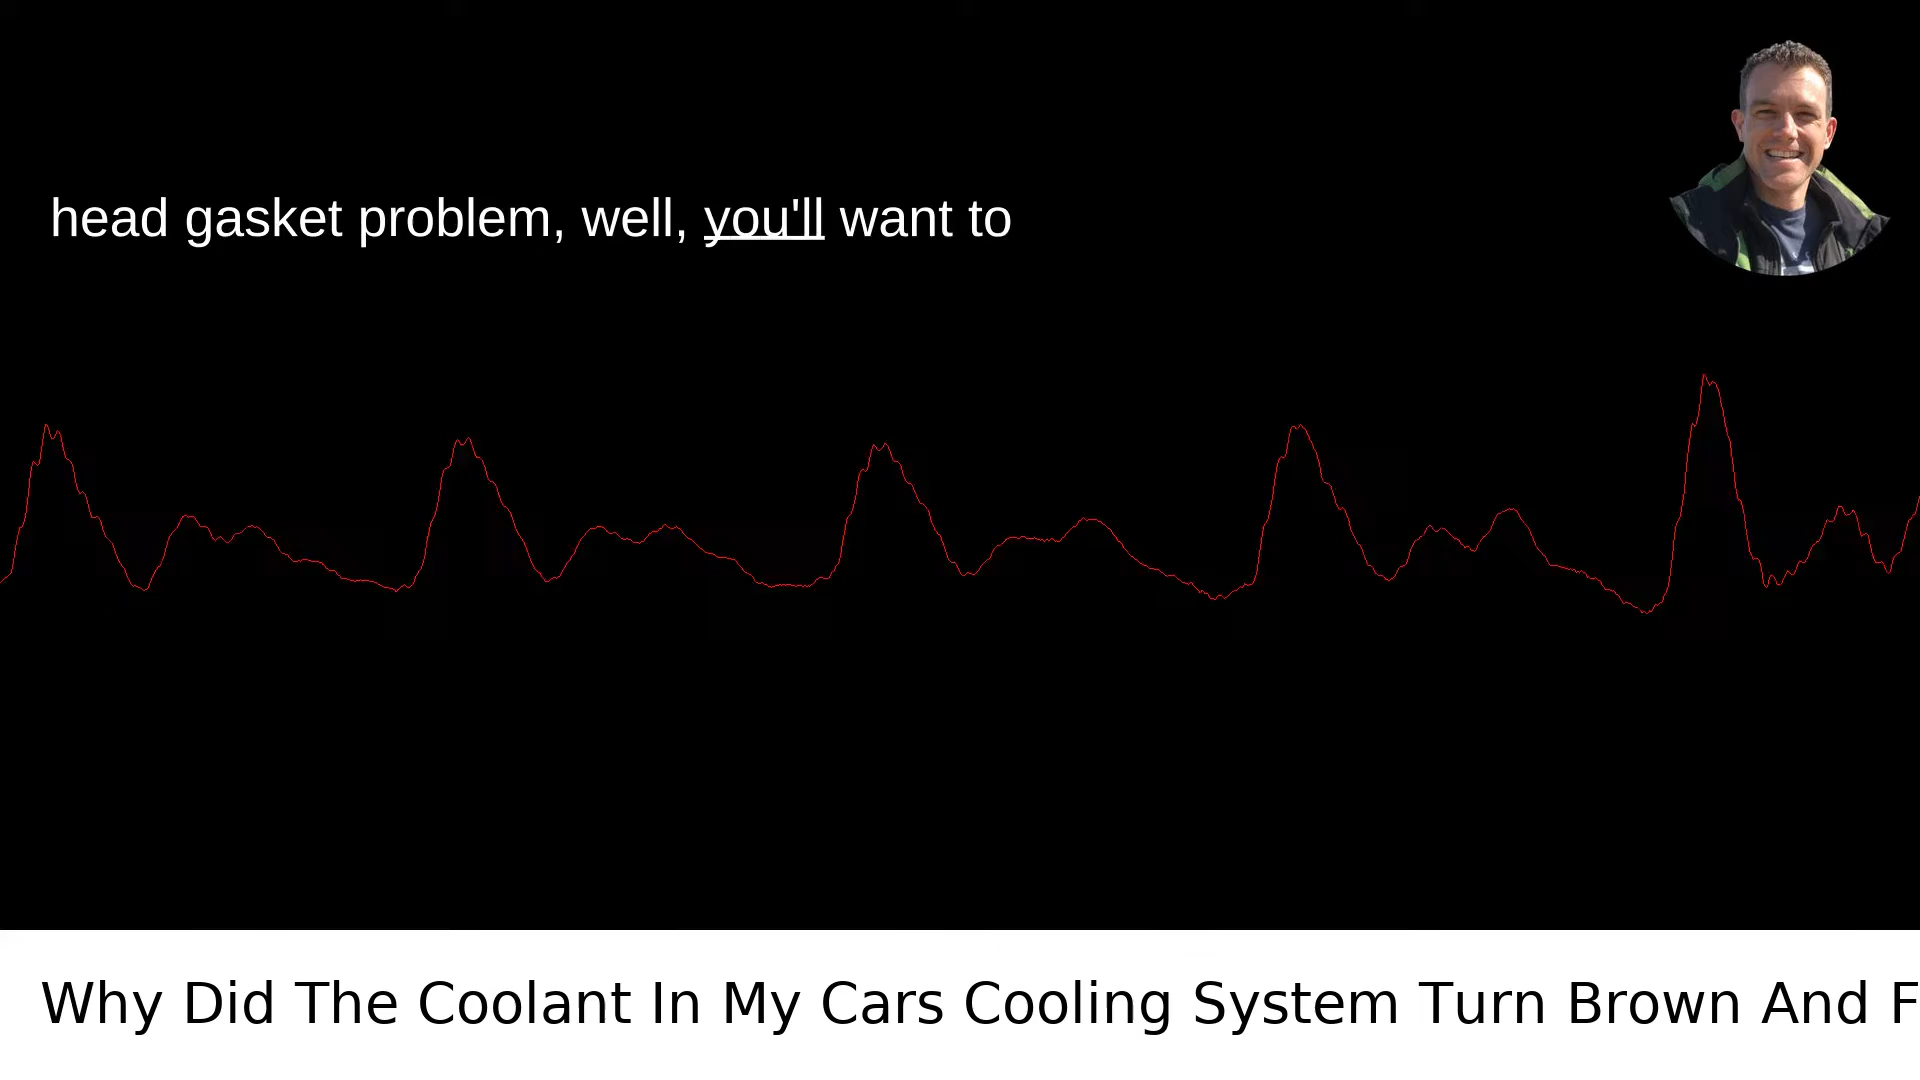 head gasket problem, well, you'll want to
Why Did The Coolant In My Cars Cooling System Turn Brown And F